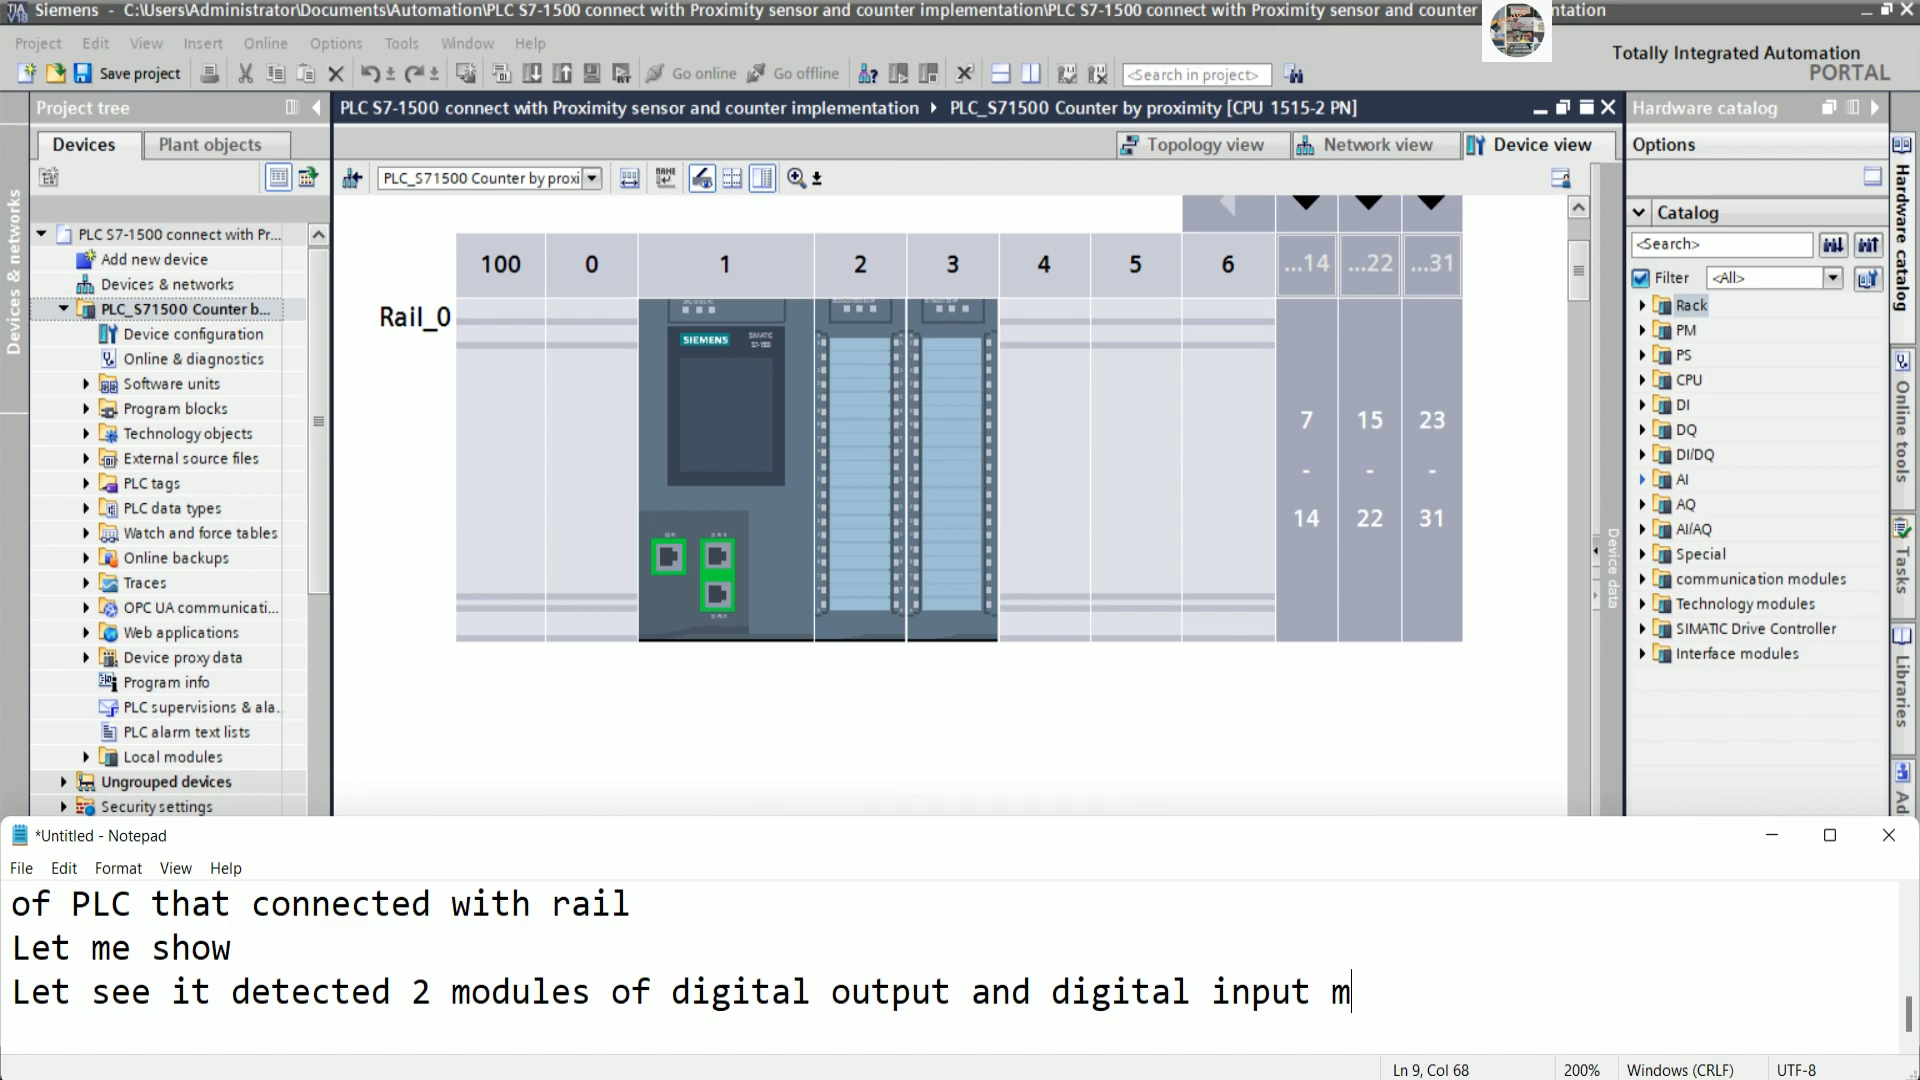 Siemens - C:\Users\Administrator\Documents\Automation\PLC S7-1500 connect with Proximity sensor and counter implementation\PLC S7-1500 connect with Proximity sensor and counter
Project Edit View Insert Online Options Tools Window Help
Totally Integrated Automation
PORTAL
Save project
Go online
Go offline
<Search in project>
Project tree
PLC S7-1500 connect with Proximity sensor and counter implementation
PLC_S71500 Counter by proximity [CPU 1515-2 PN]
Hardware catalog
Devices
Plant objects
Topology view
Network view
Device view
Options
PLC_S71500 Counter by proxi
Devices & networks
PLC S7-1500 connect with Pr...
Add new device
Devices & networks
PLC_S71500 Counter b...
Device configuration
Online & diagnostics
Software units
Program blocks
Technology objects
External source files
PLC tags
PLC data types
Watch and force tables
Online backups
Traces
OPC UA communicati...
Web applications
Device proxy data
Program info
PLC supervisions & ala.
PLC alarm text lists
Local modules
Ungrouped devices
Security settings
100 0 1 2 3 4 5 6 ...14 ...22 ...31
Rail_0
SIEMENS
SIMATIC
S7-1500
7 15 23
- - -
14 22 31
Device data
Catalog
<Search>
Filter
<All>
Rack
PM
PS
CPU
DI
DQ
DI/DQ
AI
AQ
AI/AQ
Special
communication modules
Technology modules
SIMATIC Drive Controller
Interface modules
Hardware catalog
Online tools
Tasks
Libraries
Ad
*Untitled - Notepad
File Edit Format View Help
of PLC that connected with rail
Let me show
Let see it detected 2 modules of digital output and digital input m
Ln 9, Col 68
200%
Windows (CRLF)
UTF-8